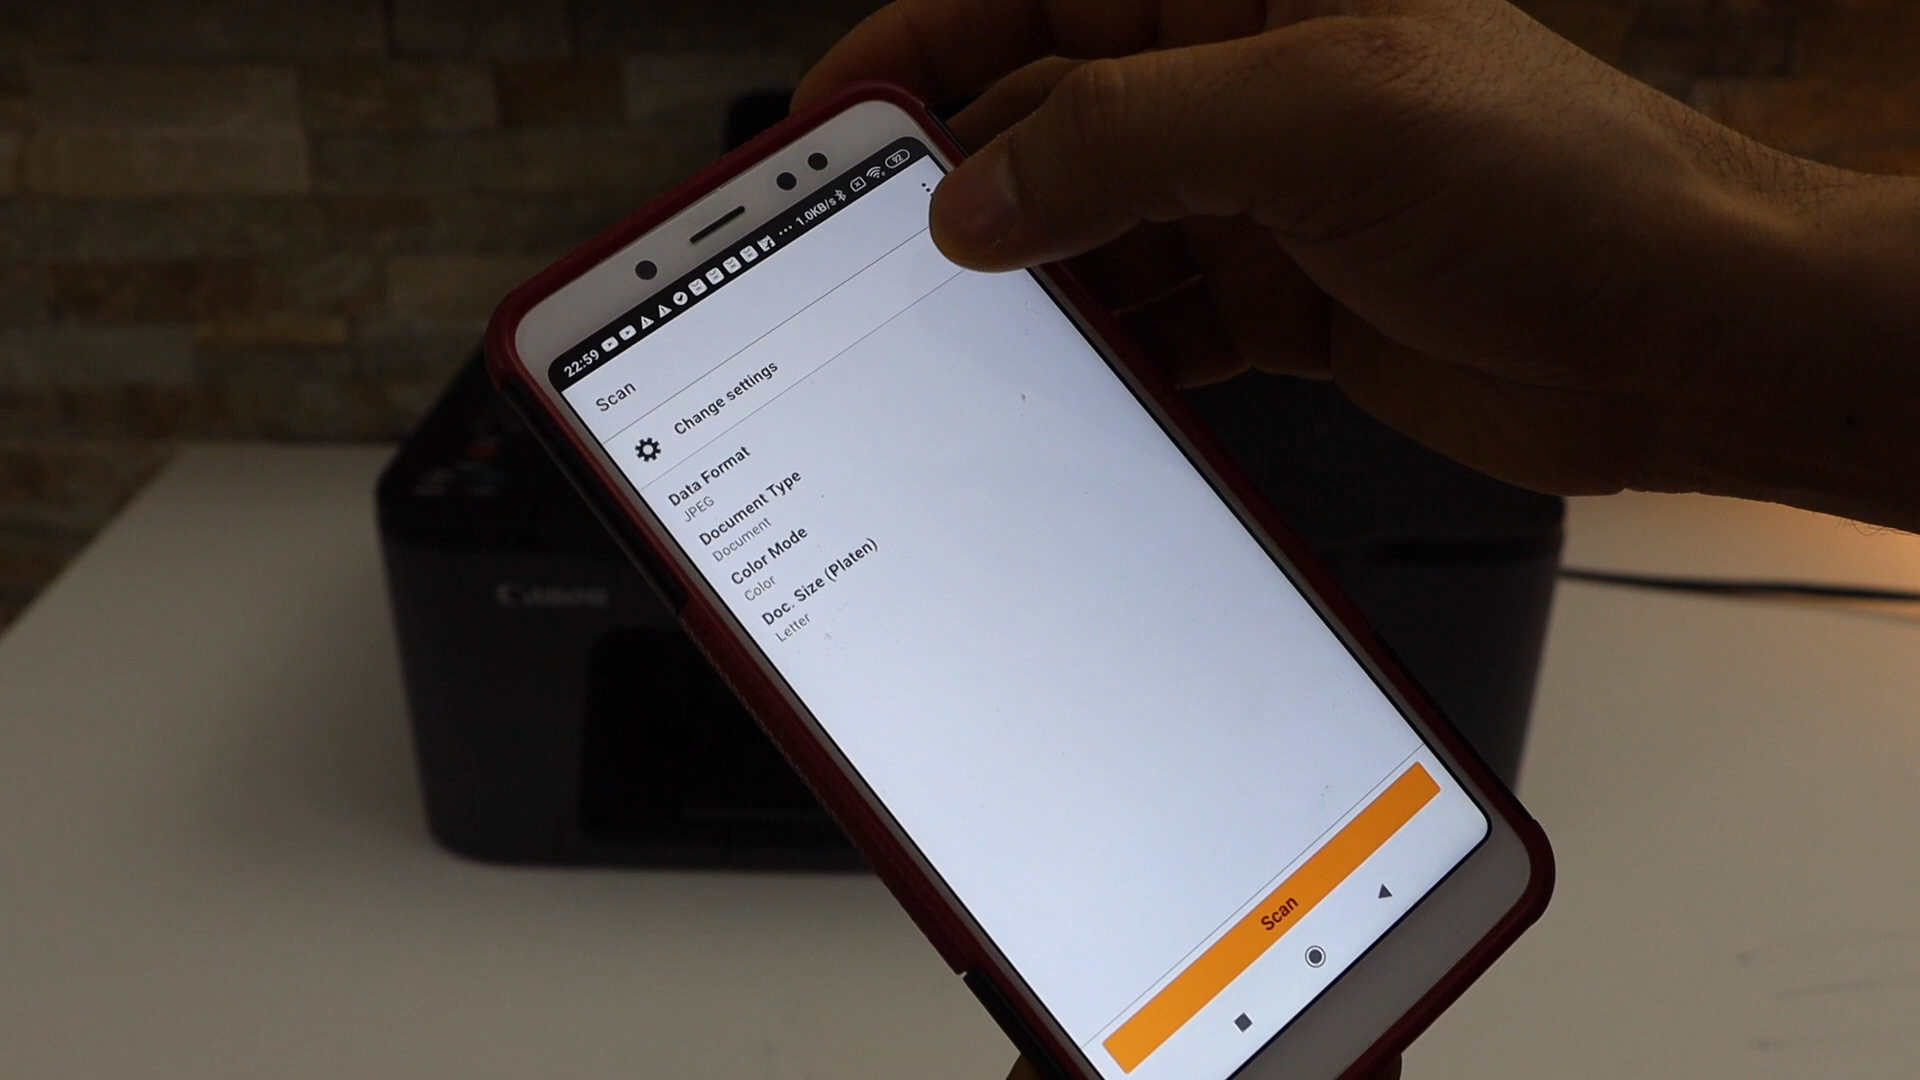 22:59 ... 1.0KB/s 92
Scan
Change settings
Data Format
JPEG
Document Type
Document
Color Mode
Color
Doc. Size (Platen)
Letter
Scan
Canon